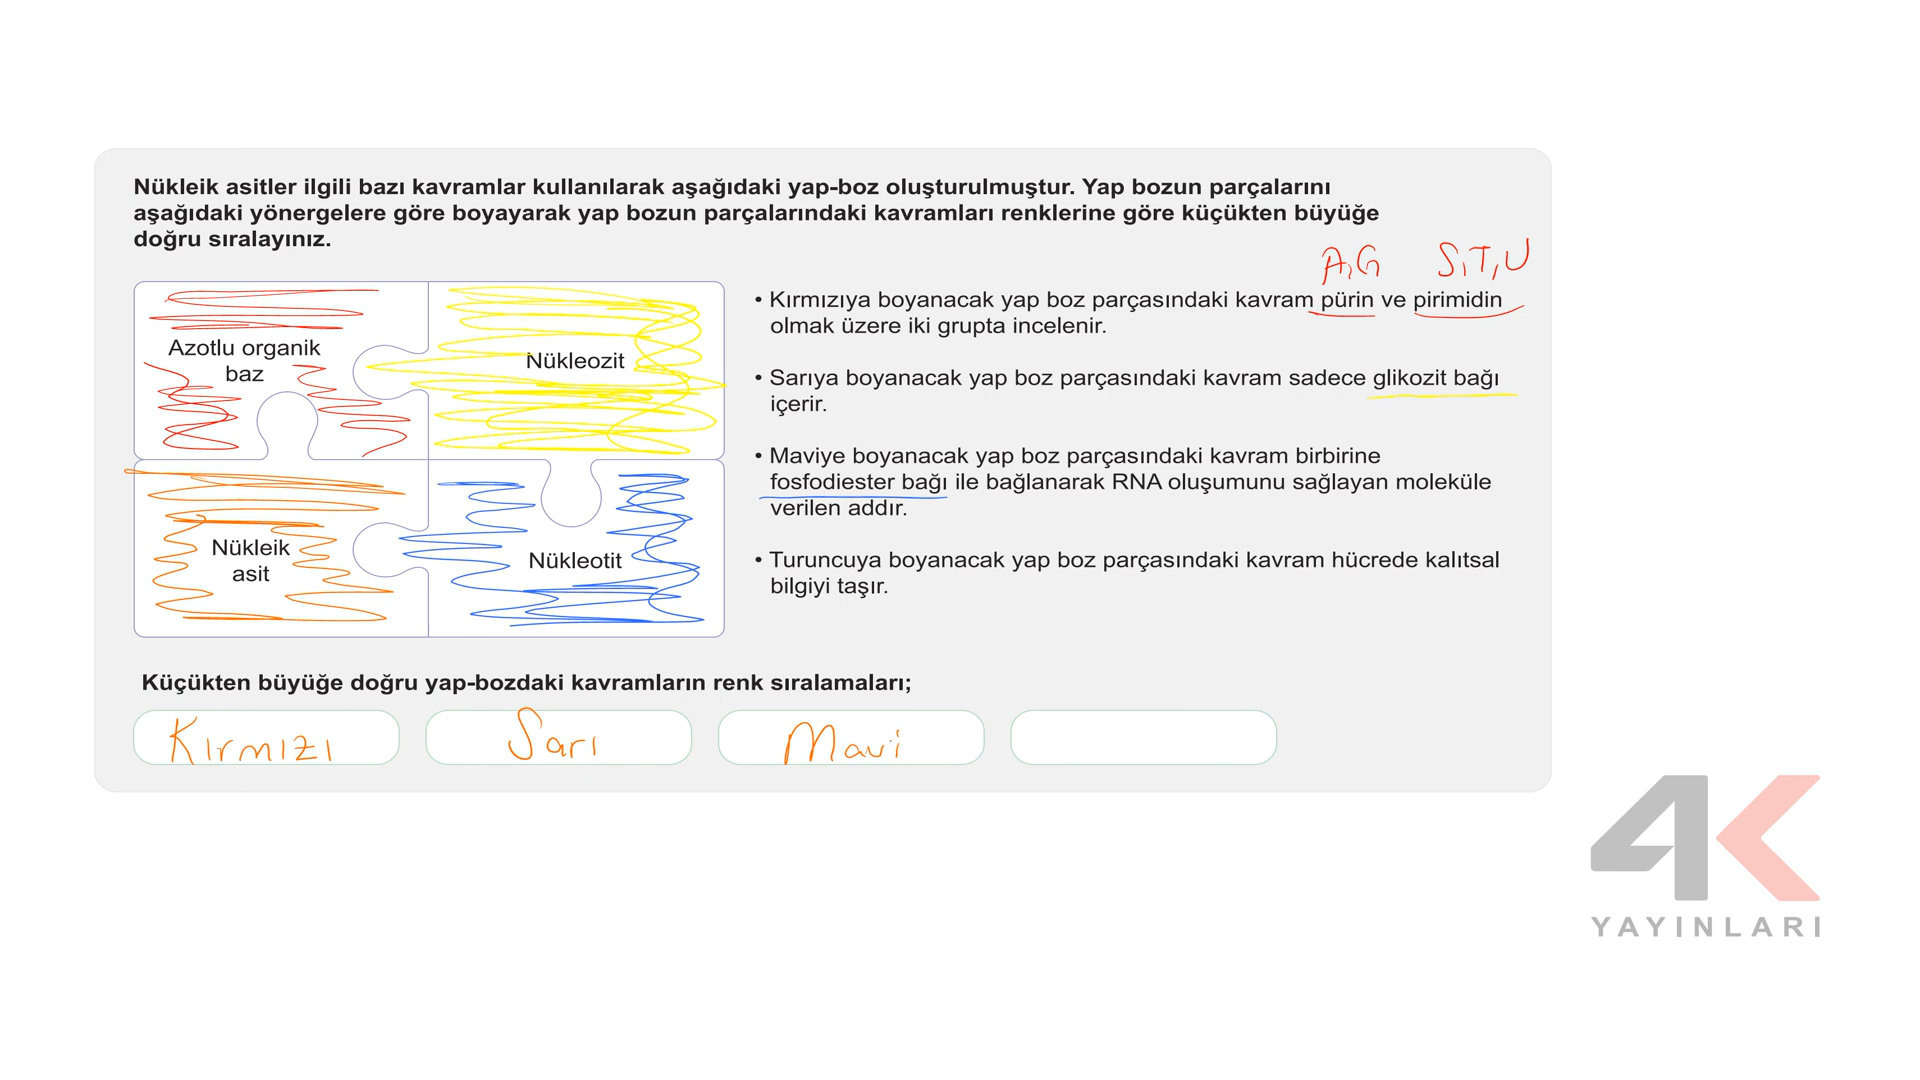 Nükleik asitler ilgili bazı kavramlar kullanılarak aşağıdaki yap-boz oluşturulmuştur. Yap bozun parçalarını
aşağıdaki yönergelere göre boyayarak yap bozun parçalarındaki kavramları renklerine göre küçükten büyüğe
doğru sıralayınız.
A,G S,T,U
Azotlu organik
baz
Nükleozit
Nükleik
asit
Nükleotit
• Kırmızıya boyanacak yap boz parçasındaki kavram pürin ve pirimidin
olmak üzere iki grupta incelenir.
• Sarıya boyanacak yap boz parçasındaki kavram sadece glikozit bağı
içerir.
• Maviye boyanacak yap boz parçasındaki kavram birbirine
fosfodiester bağı ile bağlanarak RNA oluşumunu sağlayan moleküle
verilen addır.
• Turuncuya boyanacak yap boz parçasındaki kavram hücrede kalıtsal
bilgiyi taşır.
Küçükten büyüğe doğru yap-bozdaki kavramların renk sıralamaları;
Kırmızı Sarı Mavi
4K
YAYINLARI